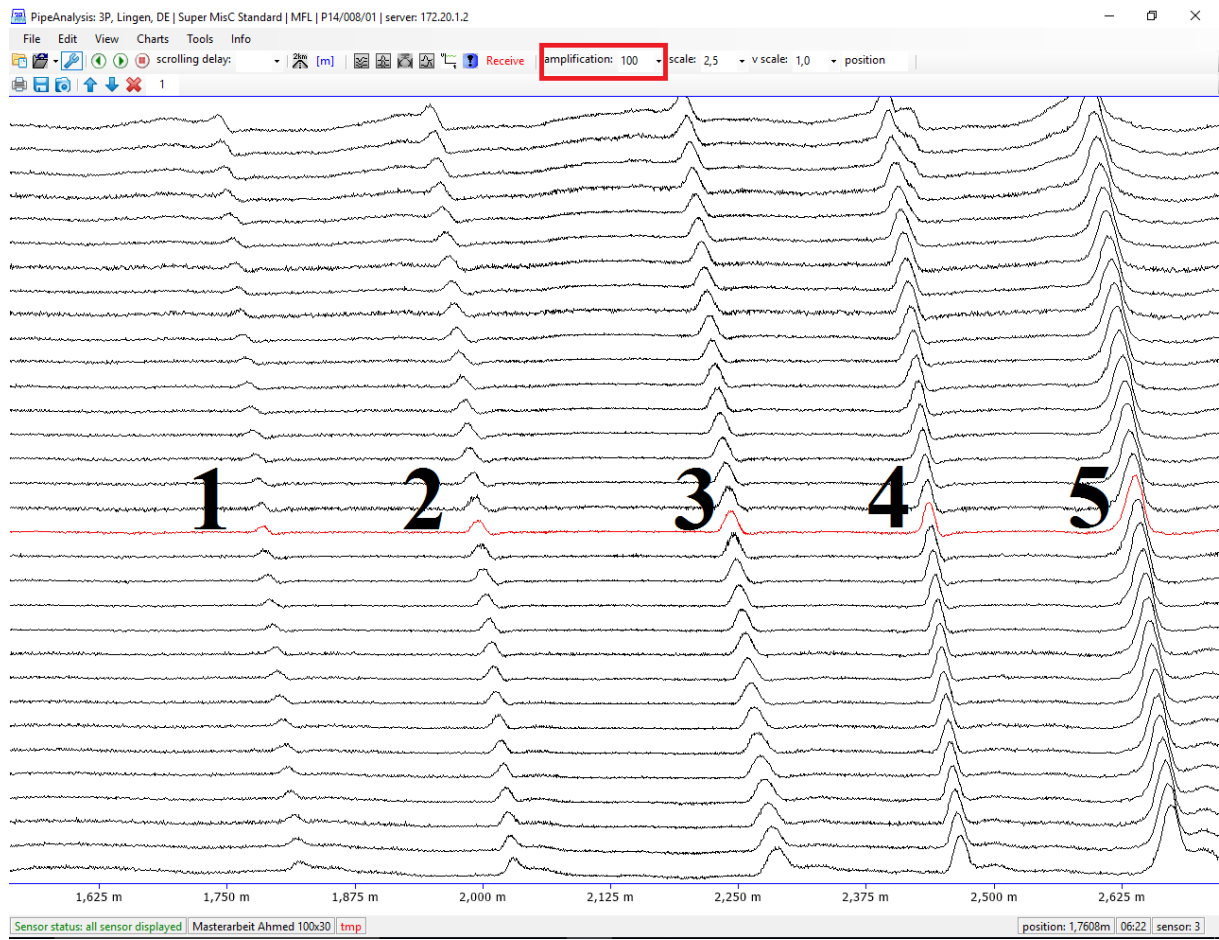 PipeAnalysis: 3P, Lingen, DE | Super MisC Standard | MFL | P14/008/01 | server: 172.20.1.2
File Edit View Charts Tools Info
scrolling delay: 2km [m] Receive amplification: 100 scale: 2,5 v scale: 1,0 position
1
1 2 3 4 5
1,625 m 1,750 m 1,875 m 2,000 m 2,125 m 2,250 m 2,375 m 2,500 m 2,625 m
Sensor status: all sensor displayed Masterarbeit Ahmed 100x30 tmp position: 1,7608m 06:22 sensor: 3